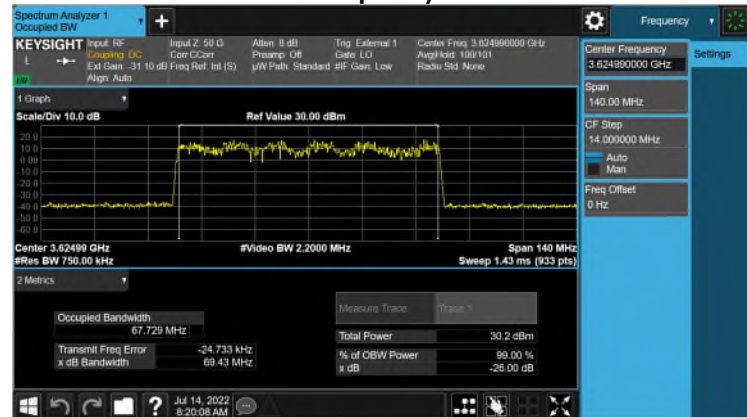 Spectrum Analyzer 1
Occupied BW
+
Frequency
KEYSIGHT
Input: RF
Coupling: DC
Ext Gain: -31.10 dB
Align: Auto
Input Z: 50 Ω
Corr CCorr
Freq Ref: Int (S)
Atten: 8 dB
Preamp: Off
µW Path: Standard
Trig: External 1
Gate: LO
#IF Gain: Low
Center Freq: 3.624990000 GHz
Avg|Hold: 100/101
Radio Std: None
L
1 Graph
Scale/Div 10.0 dB
Ref Value 30.00 dBm
20.0
10.0
0.00
-10.0
-20.0
-30.0
-40.0
-50.0
-60.0
Center 3.62499 GHz
#Video BW 2.2000 MHz
Span 140 MHz
#Res BW 750.00 kHz
Sweep 1.43 ms (933 pts)
2 Metrics
Occupied Bandwidth
67.729 MHz
Transmit Freq Error
-24.733 kHz
x dB Bandwidth
69.43 MHz
Measure Trace
Trace 1
Total Power
30.2 dBm
% of OBW Power
99.00 %
x dB
-26.00 dB
Center Frequency
3.624990000 GHz
Settings
Span
140.00 MHz
CF Step
14.000000 MHz
Auto
Man
Freq Offset
0 Hz
?
Jul 14, 2022
8:20:08 AM